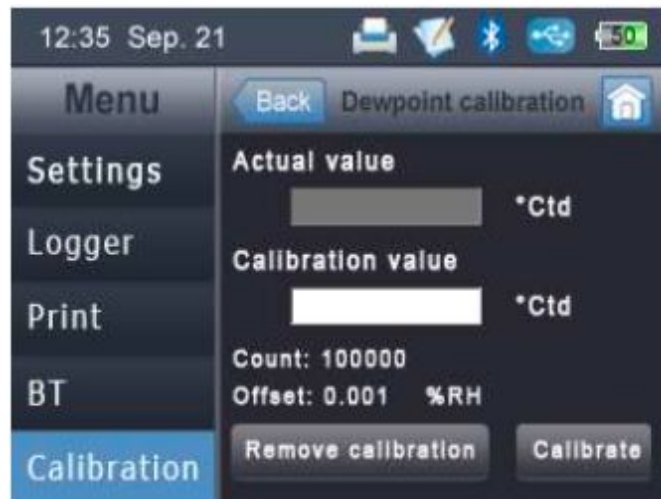 12:35 Sep. 21 50
Menu
Back Dewpoint calibration
Settings
Actual value
°Ctd
Logger
Calibration value
Print
°Ctd
Count: 100000
BT
Offset: 0.001 %RH
Calibration
Remove calibration Calibrate